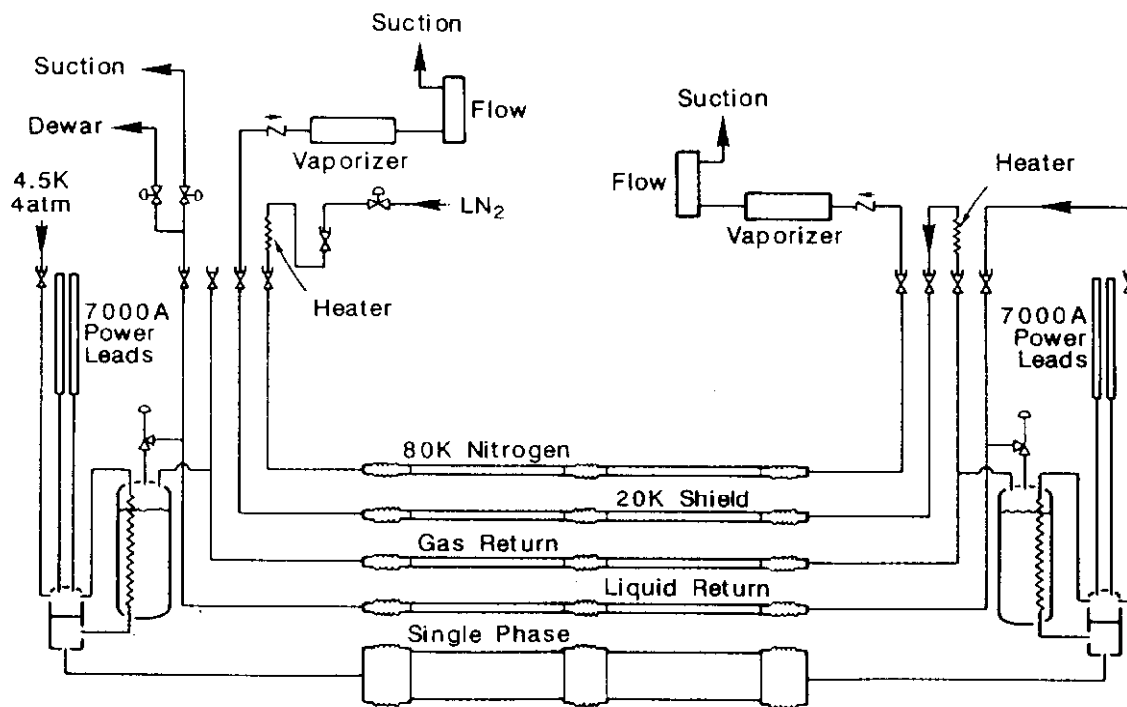 Suction
Suction
Flow
Dewar
Vaporizer
4.5K
4atm
LN2
Heater
7000A
Power
Leads
Suction
Flow
Heater
Vaporizer
7000A
Power
Leads
80K Nitrogen
20K Shield
Gas Return
Liquid Return
Single Phase